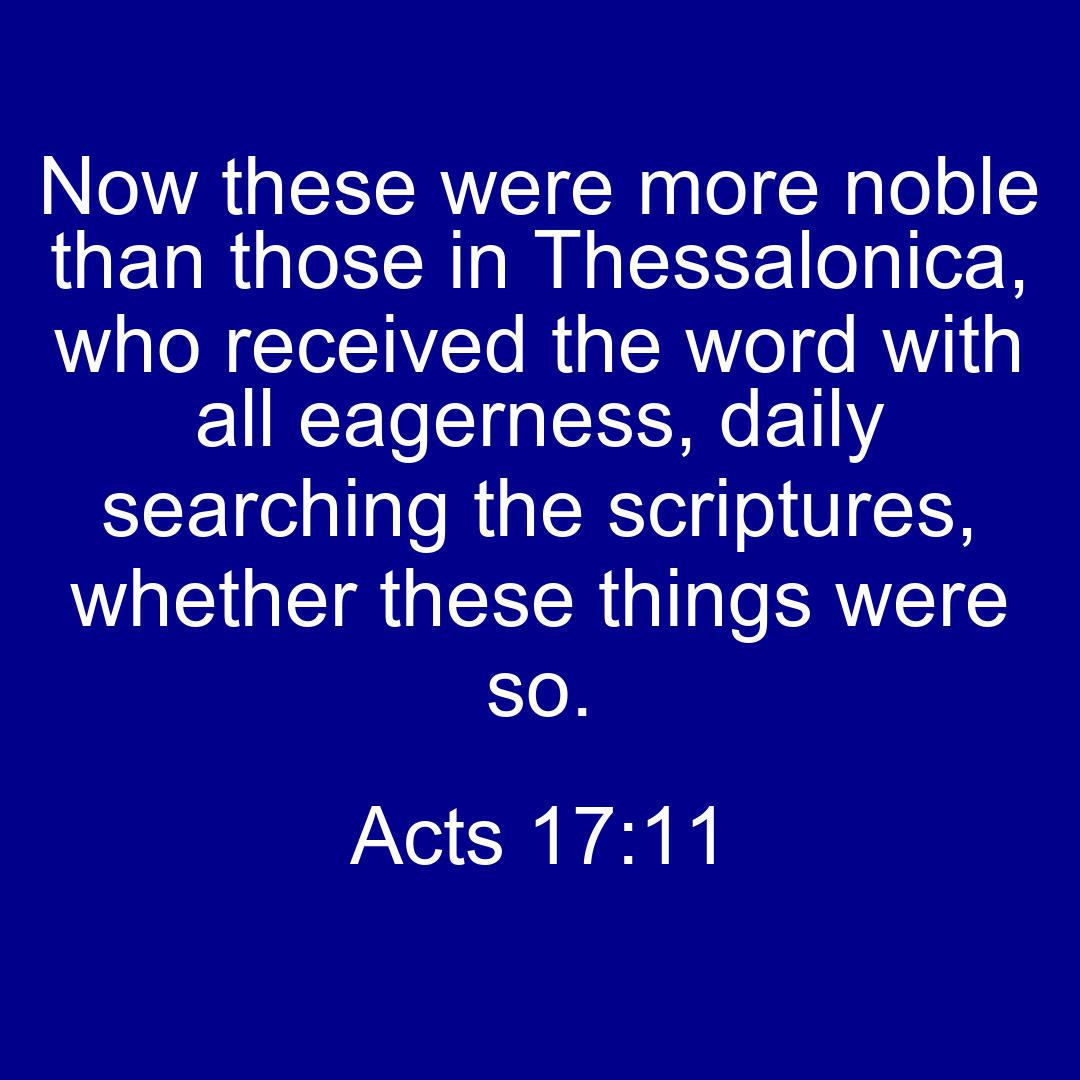 Now these were more noble
than those in Thessalonica,
who received the word with
all eagerness, daily
searching the scriptures,
whether these things were
so.
Acts 17:11